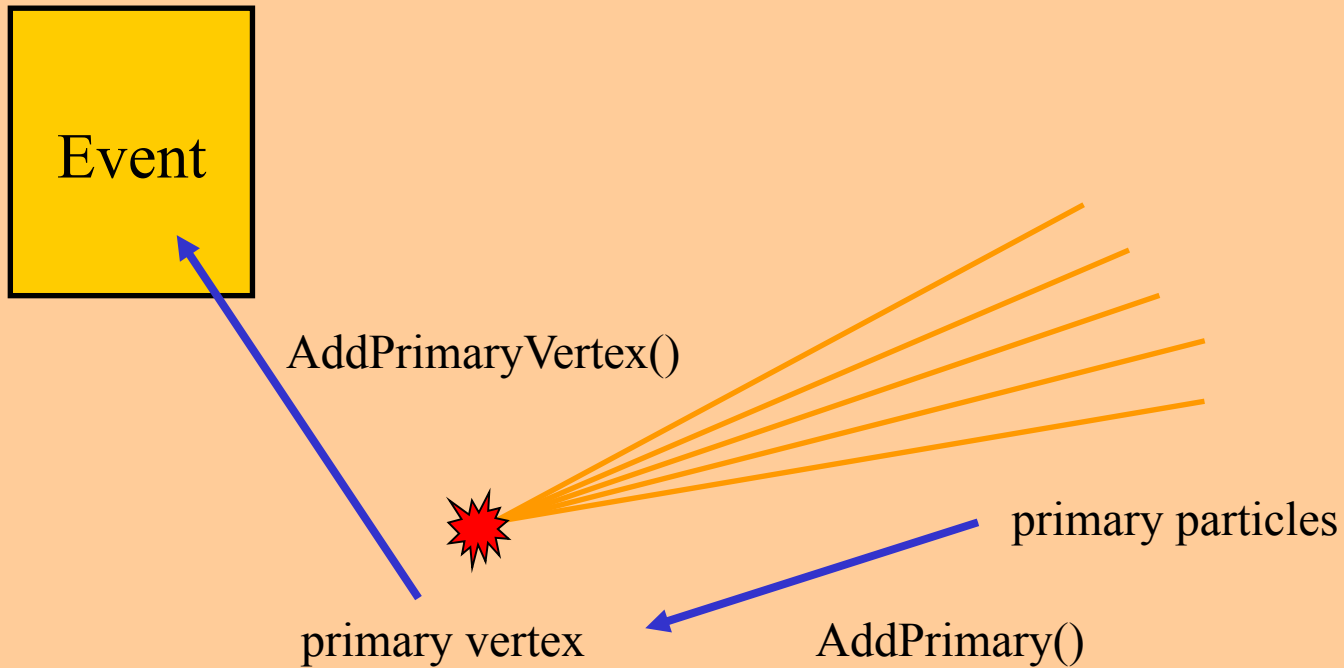 Event
AddPrimaryVertex()
primary particles
primary vertex
AddPrimary()